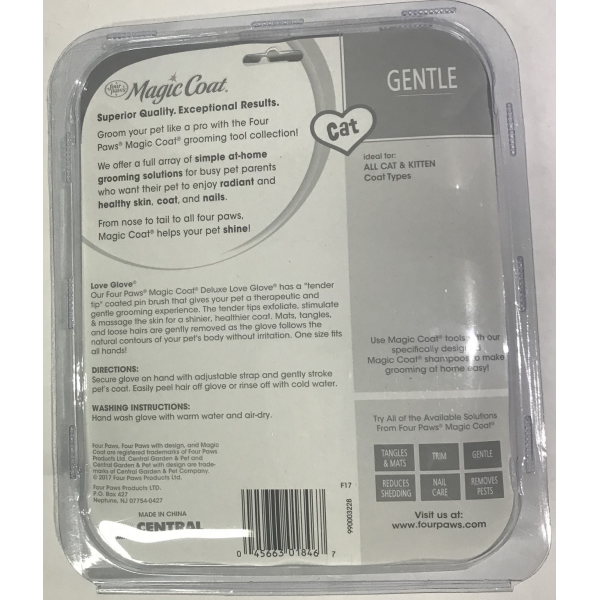 Four Paws
Magic Coat®
Superior Quality. Exceptional Results.
Groom your pet like a pro with the Four
Paws® Magic Coat® grooming tool collection!
We offer a full array of simple at-home
grooming solutions for busy pet parents
who want their pet to enjoy radiant and
healthy skin, coat, and nails.
From nose to tail to all four paws,
Magic Coat® helps your pet shine!
Cat
GENTLE
Ideal for:
ALL CAT & KITTEN
Coat Types
Love Glove®
Our Four Paws® Magic Coat® Deluxe Love Glove® has a "tender
tip" coated pin brush that gives your pet a therapeutic and
gentle grooming experience. The tender tips exfoliate, stimulate
& massage the skin for a shinier, healthier coat. Mats, tangles,
and loose hairs are gently removed as the glove follows the
natural contours of your pet's body without irritation. One size fits
all hands!
DIRECTIONS:
Secure glove on hand with adjustable strap and gently stroke
pet's coat. Easily peel hair off glove or rinse off with cold water.
WASHING INSTRUCTIONS:
Hand wash glove with warm water and air-dry.
Use Magic Coat® tools with our
specifically designed
Magic Coat® shampoos to make
grooming at home easy!
Try All of the Available Solutions
From Four Paws® Magic Coat®
TANGLES & MATS
TRIM
GENTLE
REDUCES SHEDDING
NAIL CARE
REMOVES PESTS
Visit us at:
www.fourpaws.com
Four Paws, Four Paws with design, and Magic
Coat are registered trademarks of Four Paws
Products Ltd. Central Garden & Pet and
Central Garden & Pet with design are trade-
marks of Central Garden & Pet Company.
© 2017 Four Paws Products Ltd.
Four Paws Products LTD.
P.O. Box 427
Neptune, NJ 07754-0427
MADE IN CHINA
CENTRAL
F17
990003228
0 45663 01846 7